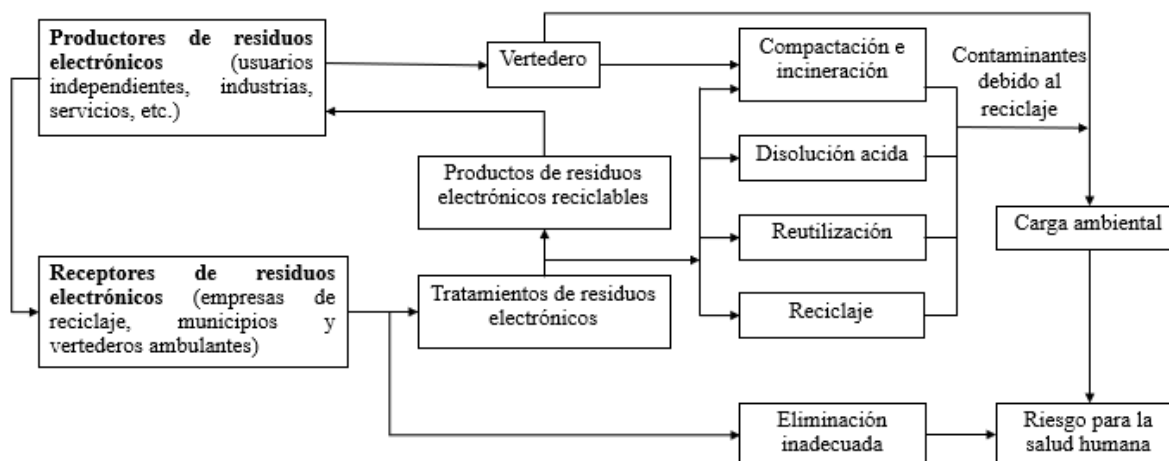 Productores de residuos
electrónicos (usuarios
independientes, industrias,
servicios, etc.)
Vertedero
Compactación e
incineración
Contaminantes
debido al
reciclaje
Disolución acida
Productos de residuos
electrónicos reciclables
Reutilización
Carga ambiental
Receptores de residuos
electrónicos (empresas de
reciclaje, municipios y
vertederos ambulantes)
Tratamientos de residuos
electrónicos
Reciclaje
Eliminación
inadecuada
Riesgo para la
salud humana